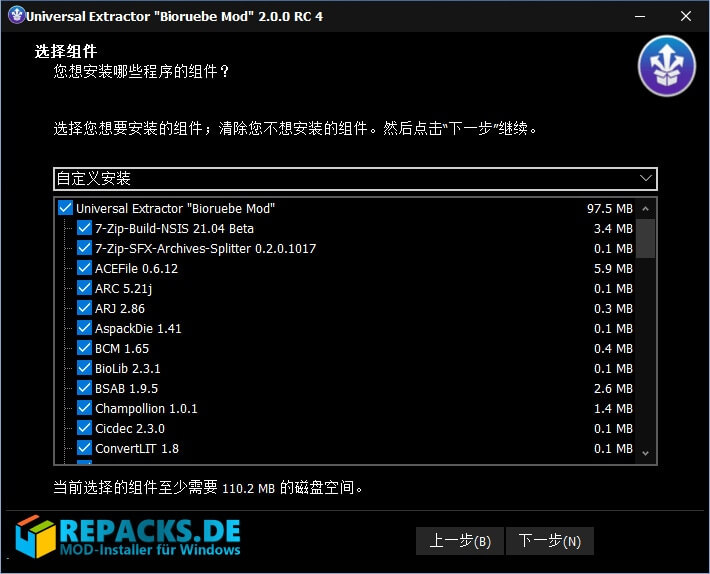 Universal Extractor "Bioruebe Mod" 2.0.0 RC 4
选择组件
您想安装哪些程序的组件？
选择您想要安装的组件；清除您不想安装的组件。然后点击“下一步”继续。
自定义安装
Universal Extractor "Bioruebe Mod" 97.5 MB
7-Zip-Build-NSIS 21.04 Beta 3.4 MB
7-Zip-SFX-Archives-Splitter 0.2.0.1017 0.1 MB
ACEFile 0.6.12 5.9 MB
ARC 5.21j 0.1 MB
ARJ 2.86 0.3 MB
AspackDie 1.41 0.1 MB
BCM 1.65 0.4 MB
BioLib 2.3.1 0.1 MB
BSAB 1.9.5 2.6 MB
Champollion 1.0.1 1.4 MB
Cicdec 2.3.0 0.1 MB
ConvertLIT 1.8 0.1 MB
当前选择的组件至少需要 110.2 MB 的磁盘空间。
REPACKS.DE
MOD-Installer für Windows
上一步(B) 下一步(N)